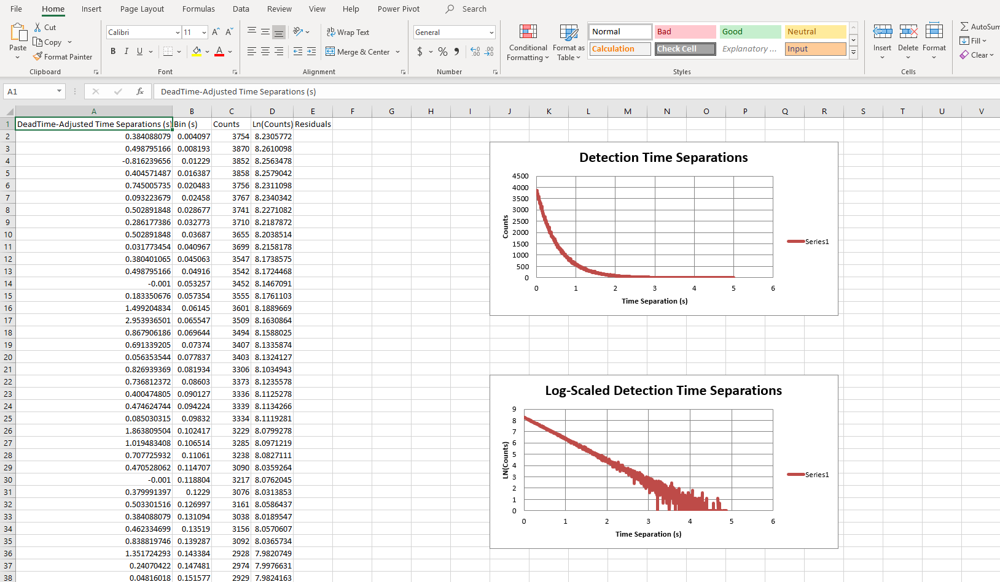 File Home Insert Page Layout Formulas Data Review View Help Power Pivot Search
Paste
Cut
Copy
Format Painter
Clipboard
Calibri 11 A A
B I U A
Font
ab Wrap Text
Merge & Center
Alignment
General
$ % 9 .00 .00
Number
Conditional Formatting
Format as Table
Normal Bad Good Neutral
Calculation Check Cell Explanatory ... Input
Styles
Insert Delete Format
Cells
AutoSum
Fill
Clear
A1 fx DeadTime-Adjusted Time Separations (s)
A B C D E F G H I J K L M N O P Q R S T U V
1 DeadTime-Adjusted Time Separations (s) Bin (s) Counts Ln(Counts) Residuals
2 0.384088079 0.004097 3754 8.2305772
3 0.498795166 0.008193 3870 8.2610098
4 -0.816239656 0.01229 3852 8.2563478
5 0.404571487 0.016387 3858 8.2579042
6 0.745005735 0.020483 3756 8.2311098
7 0.093223679 0.02458 3767 8.2340342
8 0.502891848 0.028677 3741 8.2271082
9 0.286177386 0.032773 3710 8.2187872
10 0.502891848 0.03687 3655 8.2038514
11 0.031773454 0.040967 3699 8.2158178
12 0.380401065 0.045063 3547 8.1738575
13 0.498795166 0.04916 3542 8.1724468
14 -0.001 0.053257 3452 8.1467091
15 0.183350676 0.057354 3555 8.1761103
16 1.499204834 0.06145 3601 8.1889669
17 2.953936501 0.065547 3509 8.1630864
18 0.867906186 0.069644 3494 8.1588025
19 0.691339205 0.07374 3407 8.1335874
20 0.056353544 0.077837 3403 8.1324127
21 0.826939369 0.081934 3306 8.1034943
22 0.736812372 0.08603 3373 8.1235578
23 0.400474805 0.090127 3336 8.1125278
24 0.474624744 0.094224 3339 8.1134266
25 0.085030315 0.09832 3334 8.1119281
26 1.863809504 0.102417 3229 8.0799278
27 1.019483408 0.106514 3285 8.0971219
28 0.707725932 0.11061 3238 8.0827111
29 0.470528062 0.114707 3090 8.0359264
30 -0.001 0.118804 3217 8.0762045
31 0.379991397 0.1229 3076 8.0313853
32 0.503301516 0.126997 3161 8.0586437
33 0.384088079 0.131094 3038 8.0189547
34 0.462334699 0.13519 3156 8.0570607
35 0.838819746 0.139287 3092 8.0365734
36 1.351724293 0.143384 2928 7.9820749
37 0.24070422 0.147481 2974 7.9976631
38 0.04816018 0.151577 2929 7.9824163
Detection Time Separations
4500
4000
3500
3000
2500
2000
1500
1000
500
0
Counts
0 1 2 3 4 5 6
Time Separation (s)
Series1
Log-Scaled Detection Time Separations
9
8
7
6
5
4
3
2
1
0
LN(Counts)
0 1 2 3 4 5 6
Time Separation (s)
Series1